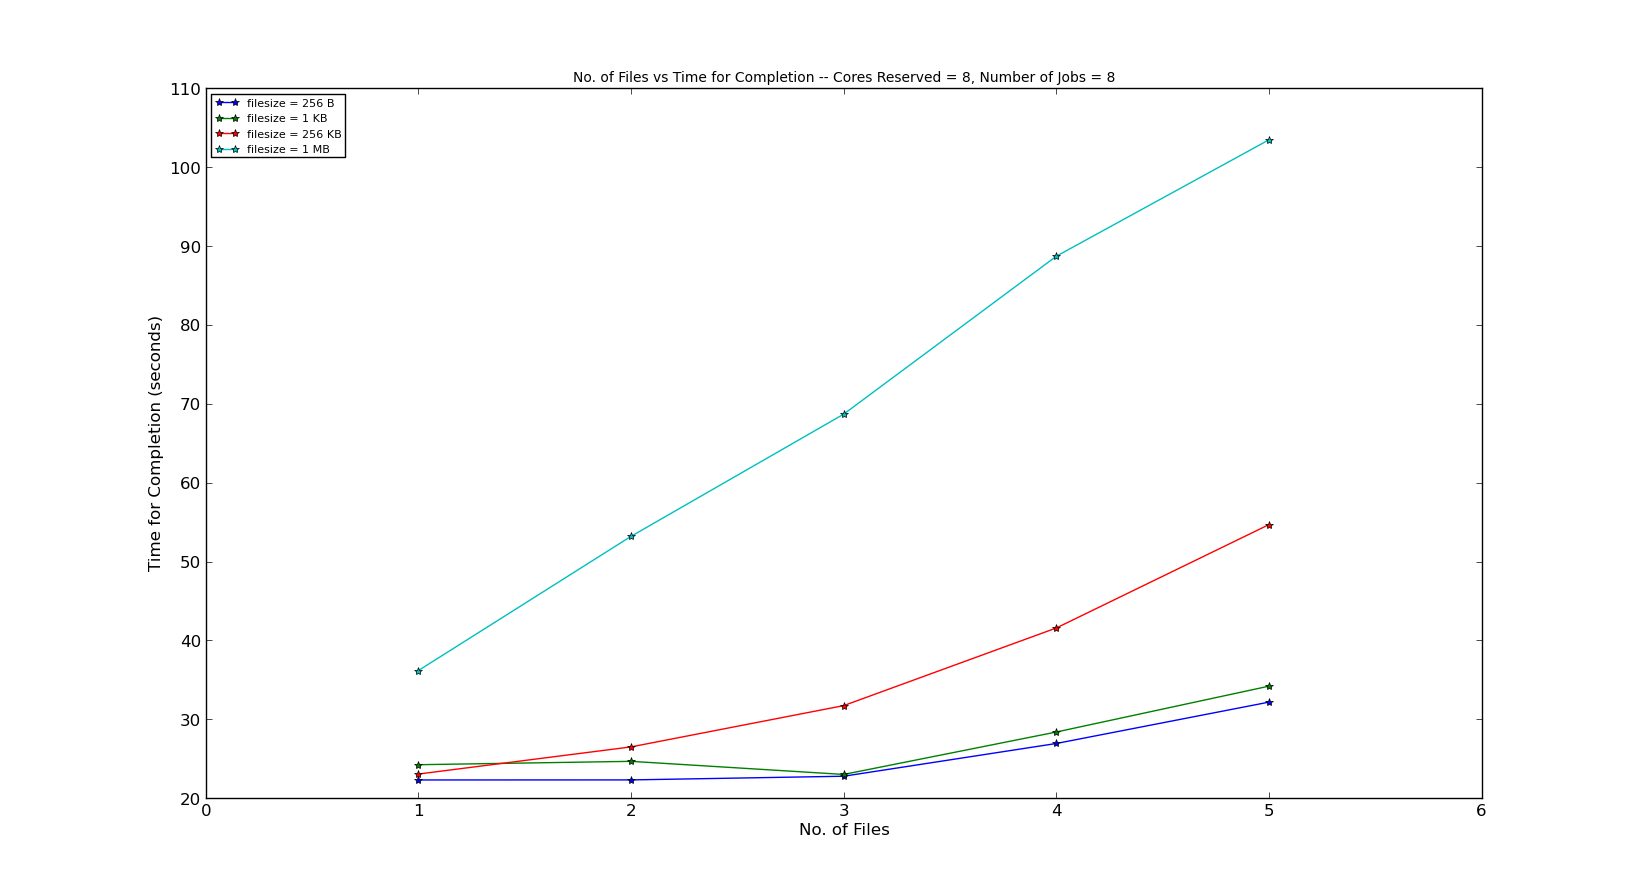 No. of Files vs Time for Completion -- Cores Reserved = 8, Number of Jobs = 8
filesize = 256 B
filesize = 1 KB
filesize = 256 KB
filesize = 1 MB
110
100
90
80
70
60
50
40
30
20
Time for Completion (seconds)
0 1 2 3 4 5 6
No. of Files